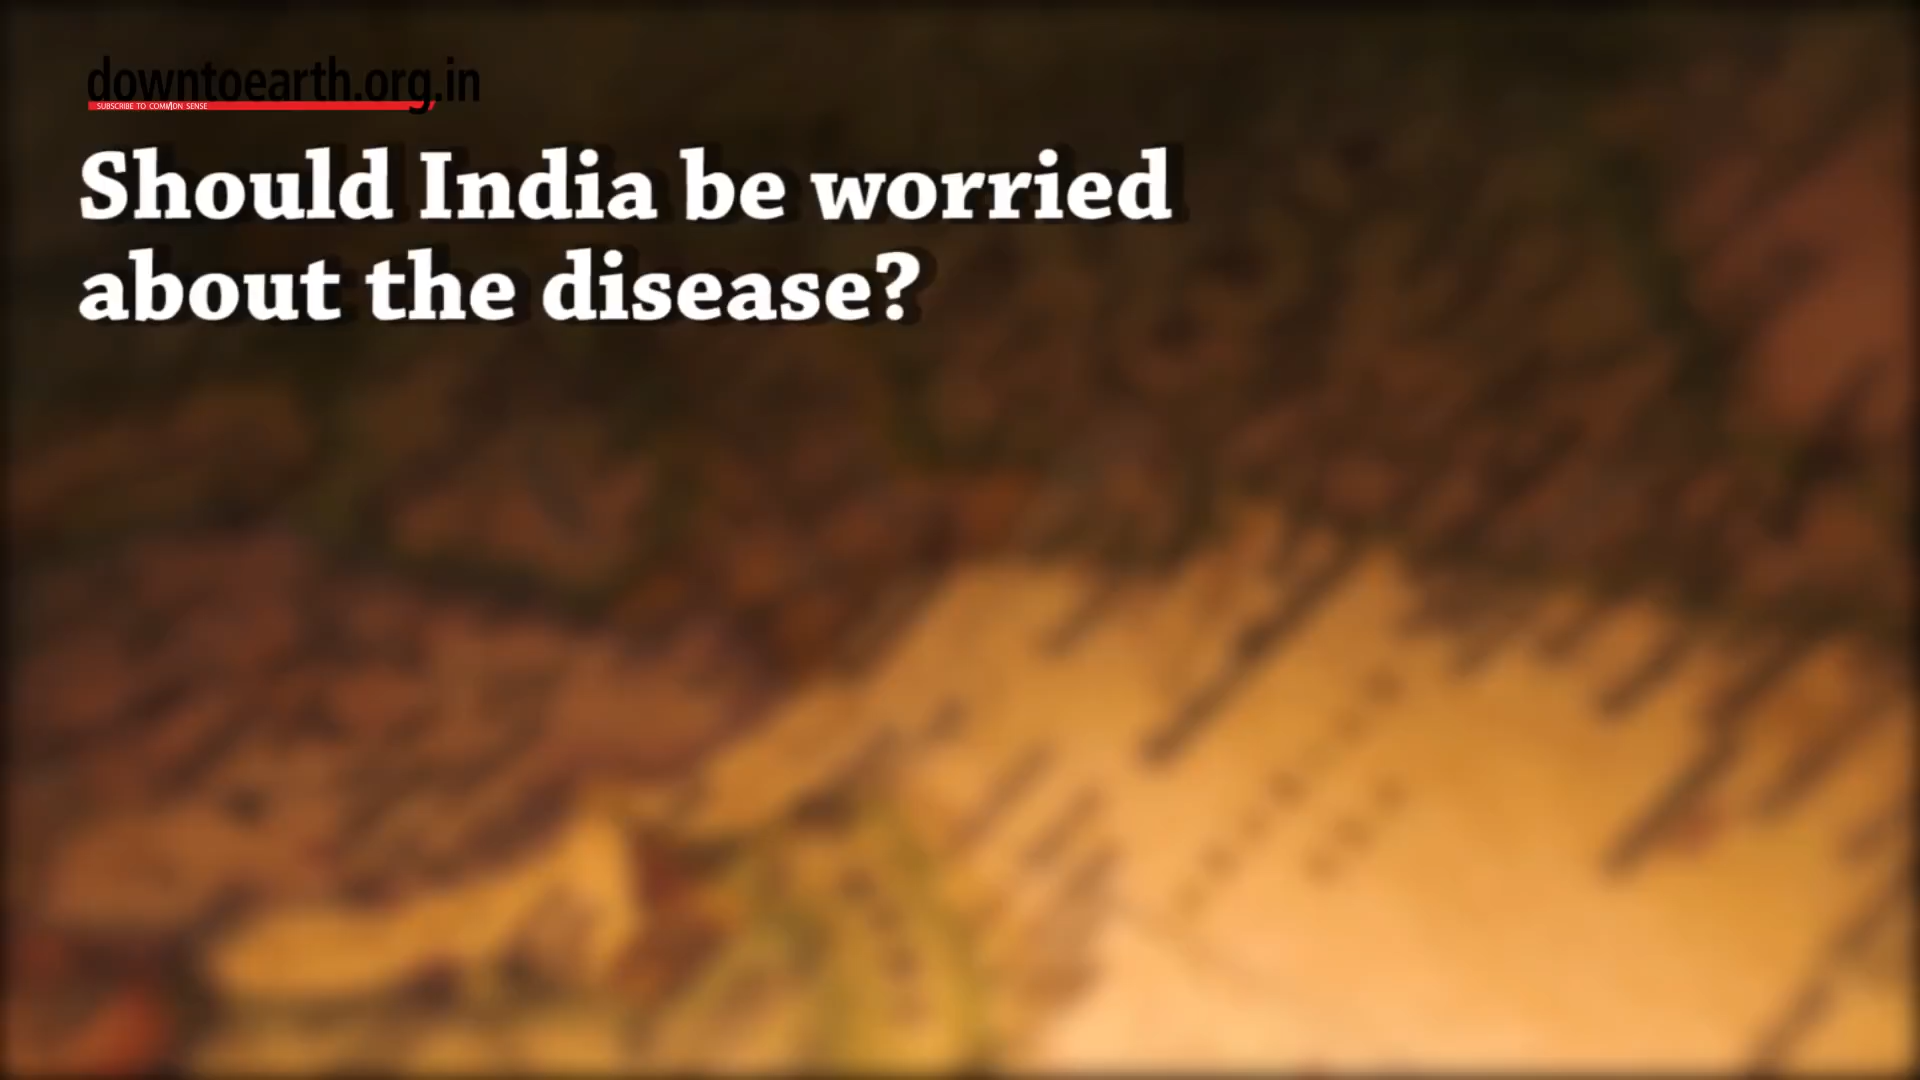 downtoearth.org.in
SUBSCRIBE TO COMMON SENSE
Should India be worried
about the disease?